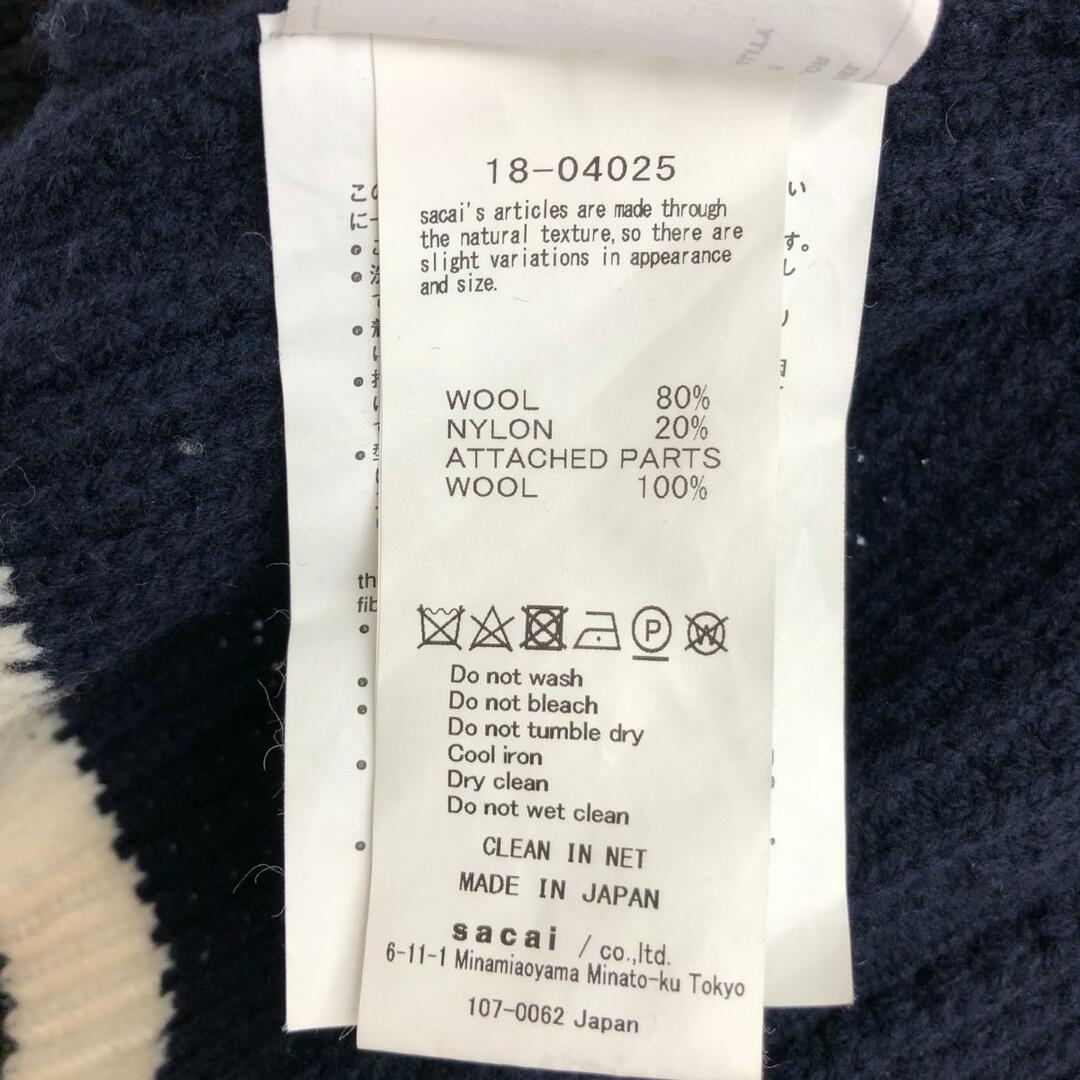 18-04025
sacai's articles are made through
the natural texture,so there are
slight variations in appearance
and size.
WOOL 80%
NYLON 20%
ATTACHED PARTS
WOOL 100%
P
W
Do not wash
Do not bleach
Do not tumble dry
Cool iron
Dry clean
Do not wet clean
CLEAN IN NET
MADE IN JAPAN
sacai / co.,ltd.
6-11-1 Minamiaoyama Minato-ku Tokyo
107-0062 Japan